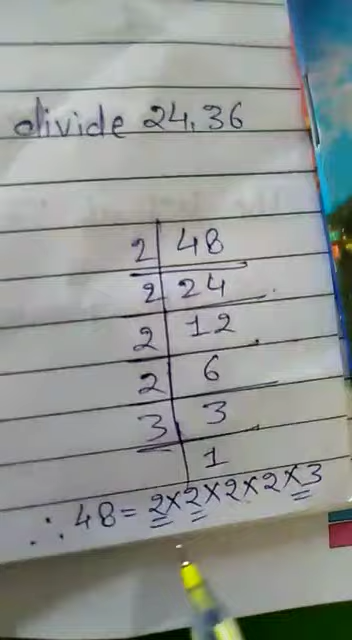 divide 24, 36
2 | 48
2 | 24
2 | 12
2 | 6
3 | 3
1
∴ 48 = 2×2×2×2×3